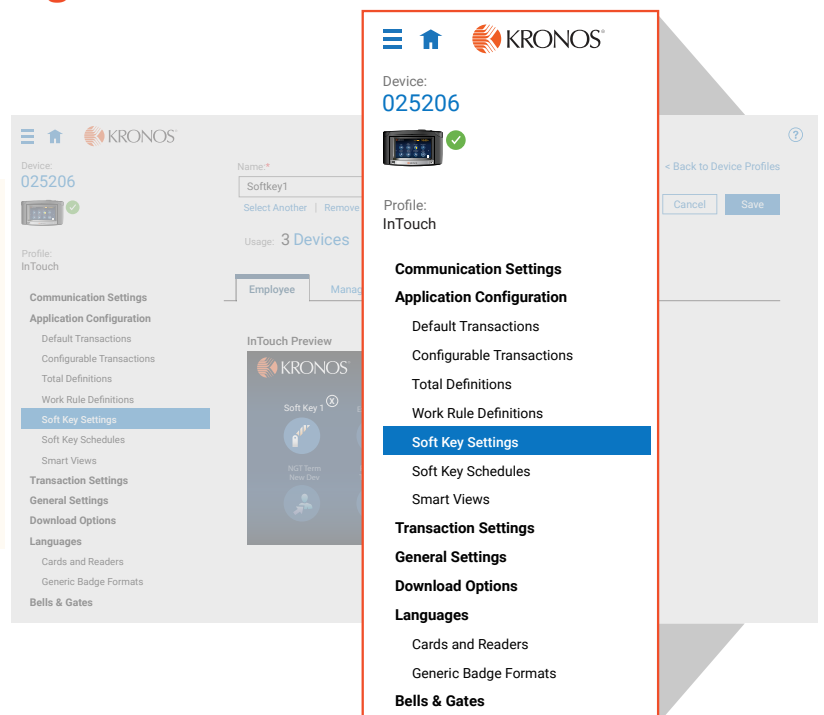 KRONOS
Device:
025206
Profile:
InTouch
Communication Settings
Application Configuration
Default Transactions
Configurable Transactions
Total Definitions
Work Rule Definitions
Soft Key Settings
Soft Key Schedules
Smart Views
Transaction Settings
General Settings
Download Options
Languages
Cards and Readers
Generic Badge Formats
Bells & Gates
KRONOS
Device:
025206
Profile:
InTouch
Communication Settings
Application Configuration
Default Transactions
Configurable Transactions
Total Definitions
Work Rule Definitions
Soft Key Settings
Soft Key Schedules
Smart Views
Transaction Settings
General Settings
Download Options
Languages
Cards and Readers
Generic Badge Formats
Bells & Gates
Name:*
Softkey1
Select Another | Remove
Usage: 3 Devices
Employee Manag
InTouch Preview
KRONOS
Soft Key 1
NGT Term
New Dev
?
< Back to Device Profiles
Cancel Save